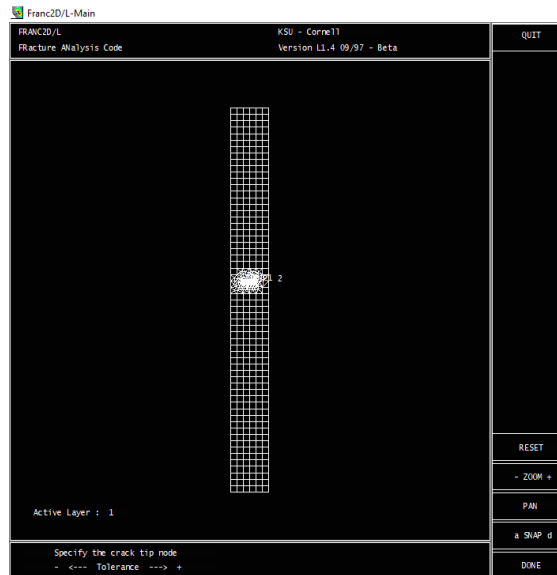 Franc2D/L-Main
FRANC2D/L
FRacture ANalysis Code
KSU - Cornell
Version L1.4 09/97 - Beta
QUIT
1 2
Active Layer : 1
RESET
- ZOOM +
PAN
a SNAP d
DONE
Specify the crack tip node
- <--- Tolerance ---> +